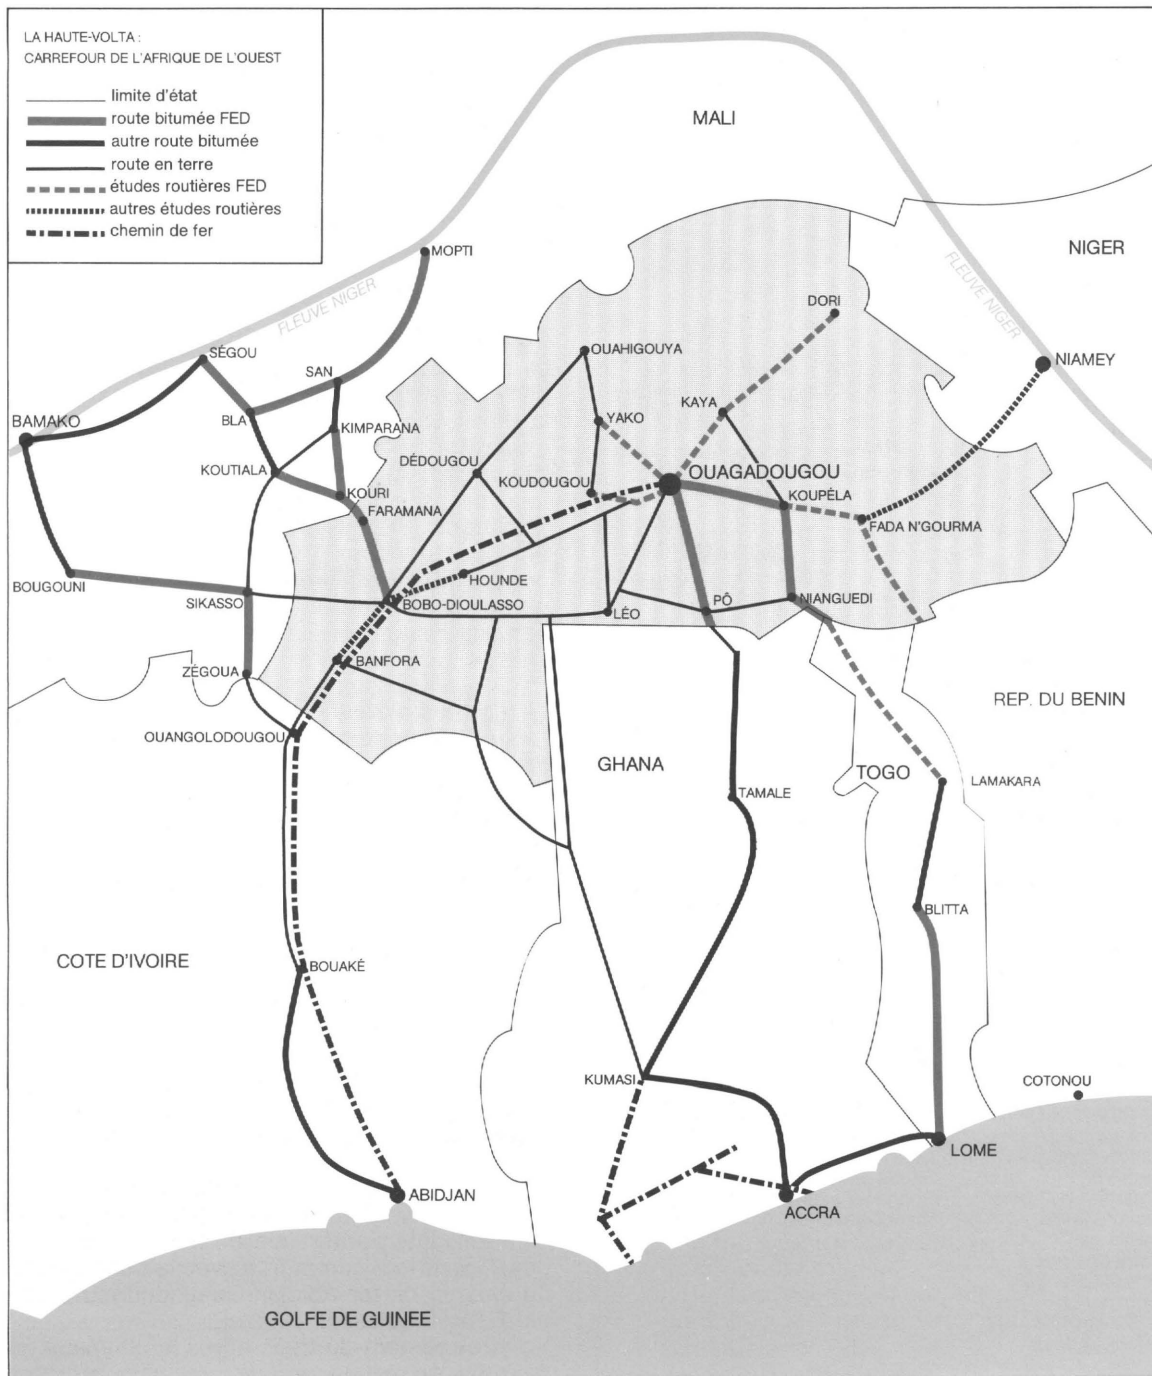 LA HAUTE-VOLTA :
CARREFOUR DE L'AFRIQUE DE L'OUEST
limite d'état
route bitumée FED
autre route bitumée
route en terre
études routières FED
autres études routières
chemin de fer
MALI
NIGER
MOPTI
FLEUVE NIGER
FLEUVE NIGER
DORI
SÉGOU
OUAHIGOUYA
NIAMEY
SAN
BAMAKO
BLA
KIMPARANA
YAKO
KAYA
KOUTIALA
DÉDOUGOU
KOUDOUGOU
OUAGADOUGOU
KOURI
KOUPÉLA
FARAMANA
FADA N'GOURMA
BOUGOUNI
HOUNDE
SIKASSO
BOBO-DIOULASSO
LÉO
PÔ
NIANGUEDI
ZÉGOUA
BANFORA
REP. DU BENIN
OUANGOLODOUGOU
GHANA
TOGO
LAMAKARA
TAMALE
BLITTA
COTE D'IVOIRE
BOUAKÉ
KUMASI
COTONOU
LOME
ABIDJAN
ACCRA
GOLFE DE GUINEE